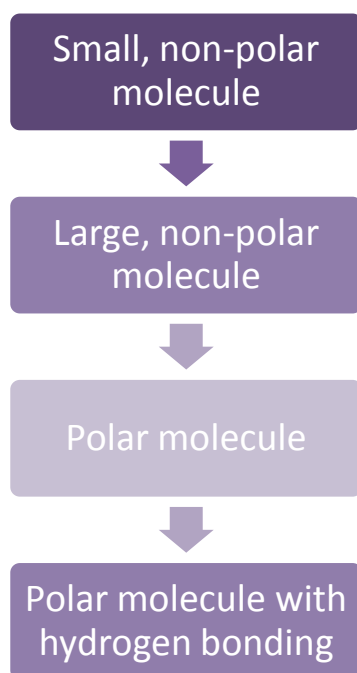 Small, non-polar
molecule
Large, non-polar
molecule
Polar molecule
Polar molecule with
hydrogen bonding